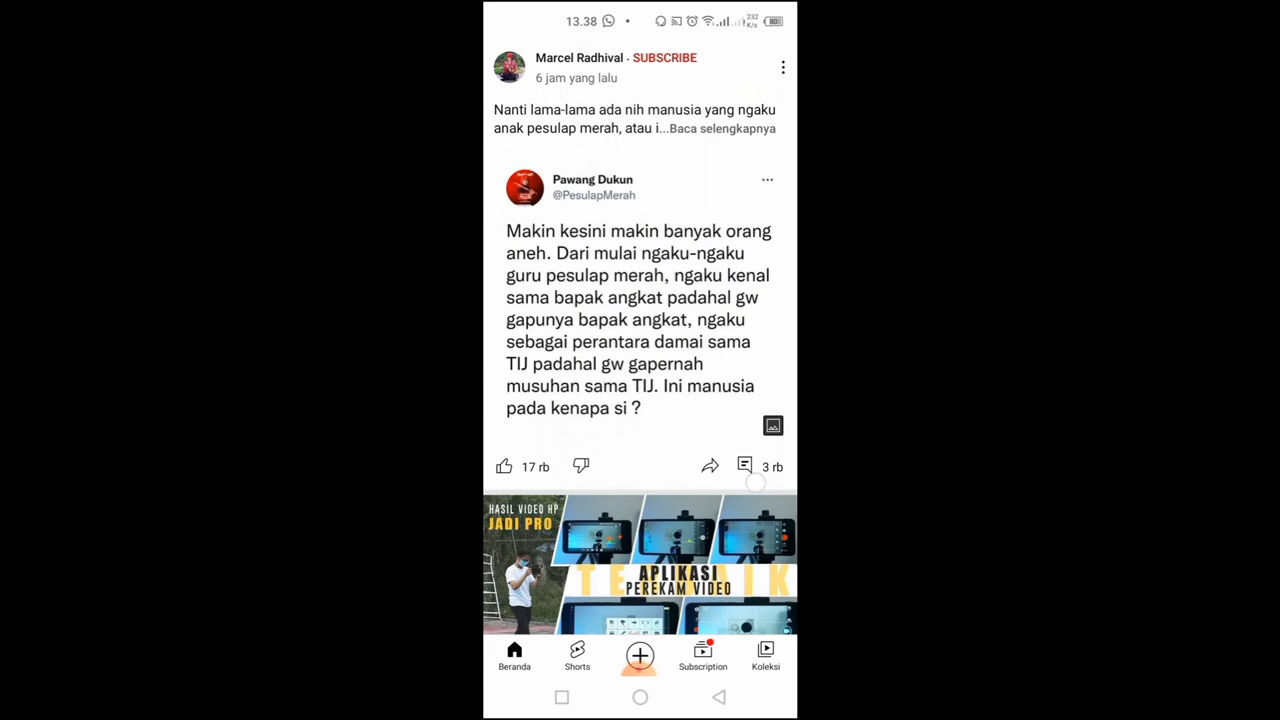 13.38
232
K/s
80
Marcel Radhival · SUBSCRIBE
6 jam yang lalu
Nanti lama-lama ada nih manusia yang ngaku
anak pesulap merah, atau i...Baca selengkapnya
Pawang Dukun
@PesulapMerah
Makin kesini makin banyak orang
aneh. Dari mulai ngaku-ngaku
guru pesulap merah, ngaku kenal
sama bapak angkat padahal gw
gapunya bapak angkat, ngaku
sebagai perantara damai sama
TIJ padahal gw gapernah
musuhan sama TIJ. Ini manusia
pada kenapa si ?
17 rb
3 rb
HASIL VIDEO HP
JADI PRO
APLIKASI
PEREKAM VIDEO
Beranda
Shorts
Subscription
Koleksi